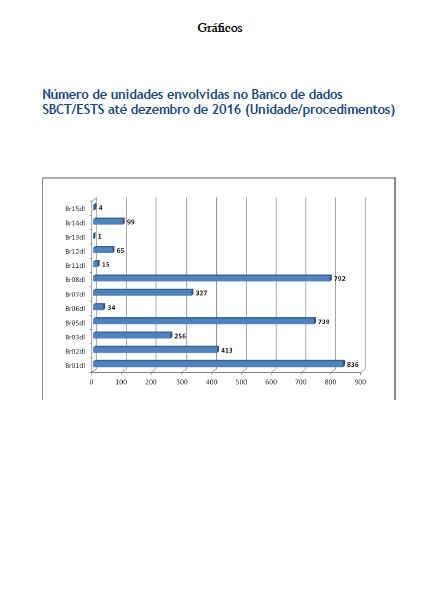 Gráficos
Número de unidades envolvidas no Banco de dados
SBCT/ESTS até dezembro de 2016 (Unidade/procedimentos)
Br15dl 4
Br14dl 99
Br13dl 1
Br12dl 65
Br11dl 15
Br08dl 792
Br07dl 327
Br06dl 34
Br05dl 739
Br03dl 256
Br02dl 413
Br01dl 836
0 100 200 300 400 500 600 700 800 900